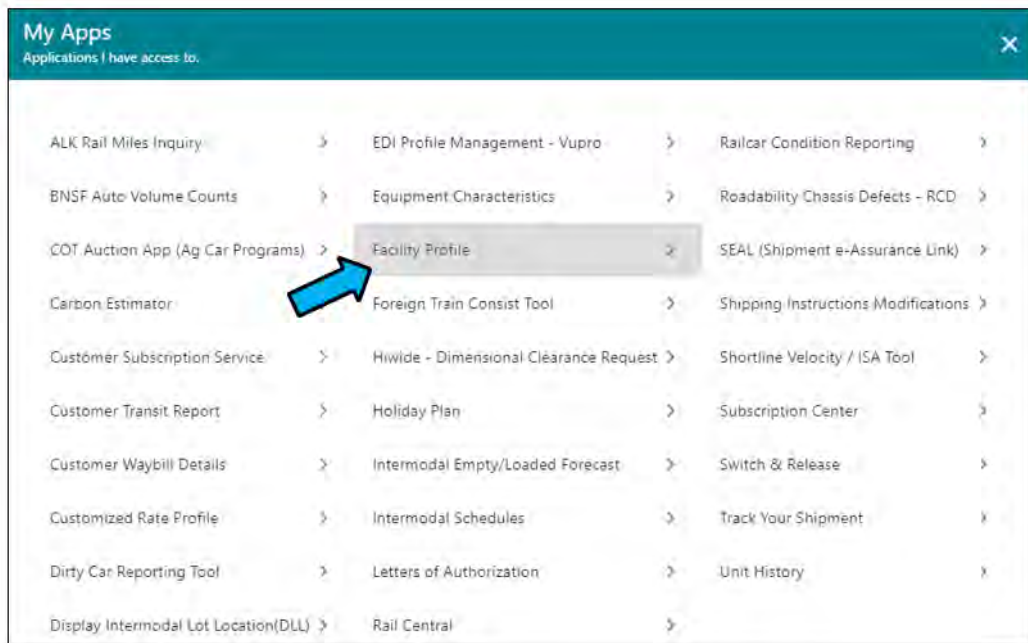 My Apps
Applications I have access to.
ALK Rail Miles Inquiry
BNSF Auto Volume Counts
COT Auction App (Ag Car Programs)
Carbon Estimator
Customer Subscription Service
Customer Transit Report
Customer Waybill Details
Customized Rate Profile
Dirty Car Reporting Tool
Display Intermodal Lot Location(DLL)
EDI Profile Management - Vupro
Equipment Characteristics
Facility Profile
Foreign Train Consist Tool
Hiwide - Dimensional Clearance Request
Holiday Plan
Intermodal Empty/Loaded Forecast
Intermodal Schedules
Letters of Authorization
Rail Central
Railcar Condition Reporting
Roadability Chassis Defects - RCD
SEAL (Shipment e-Assurance Link)
Shipping Instructions Modifications
Shortline Velocity / ISA Tool
Subscription Center
Switch & Release
Track Your Shipment
Unit History